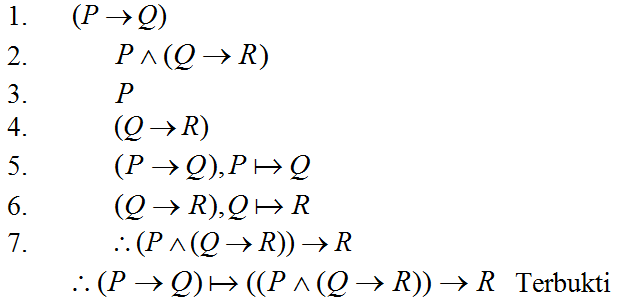 1. (P → Q)
2. P ∧ (Q → R)
3. P
4. (Q → R)
5. (P → Q), P ↦ Q
6. (Q → R), Q ↦ R
7. ∴ (P ∧ (Q → R)) → R
∴ (P → Q) ↦ ((P ∧ (Q → R)) → R Terbukti